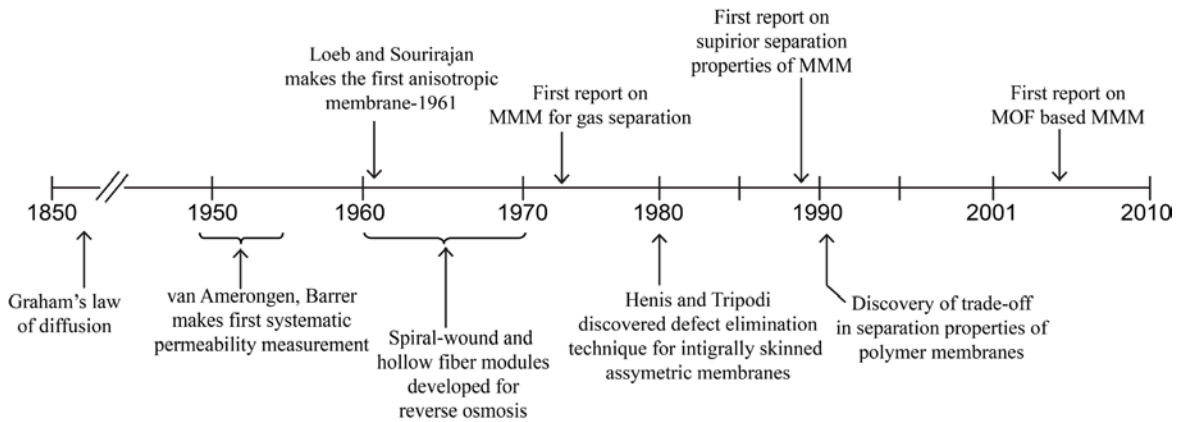 Loeb and Sourirajan
makes the first anisotropic
membrane-1961
First report on
MMM for gas separation
First report on
supirior separation
properties of MMM
First report on
MOF based MMM
1850
1950
1960
1970
1980
1990
2001
2010
Graham’s law
of diffusion
van Amerongen, Barrer
makes first systematic
permeability measurement
Spiral-wound and
hollow fiber modules
developed for
reverse osmosis
Henis and Tripodi
discovered defect elimination
technique for intigrally skinned
assymetric membranes
Discovery of trade-off
in separation properties of
polymer membranes